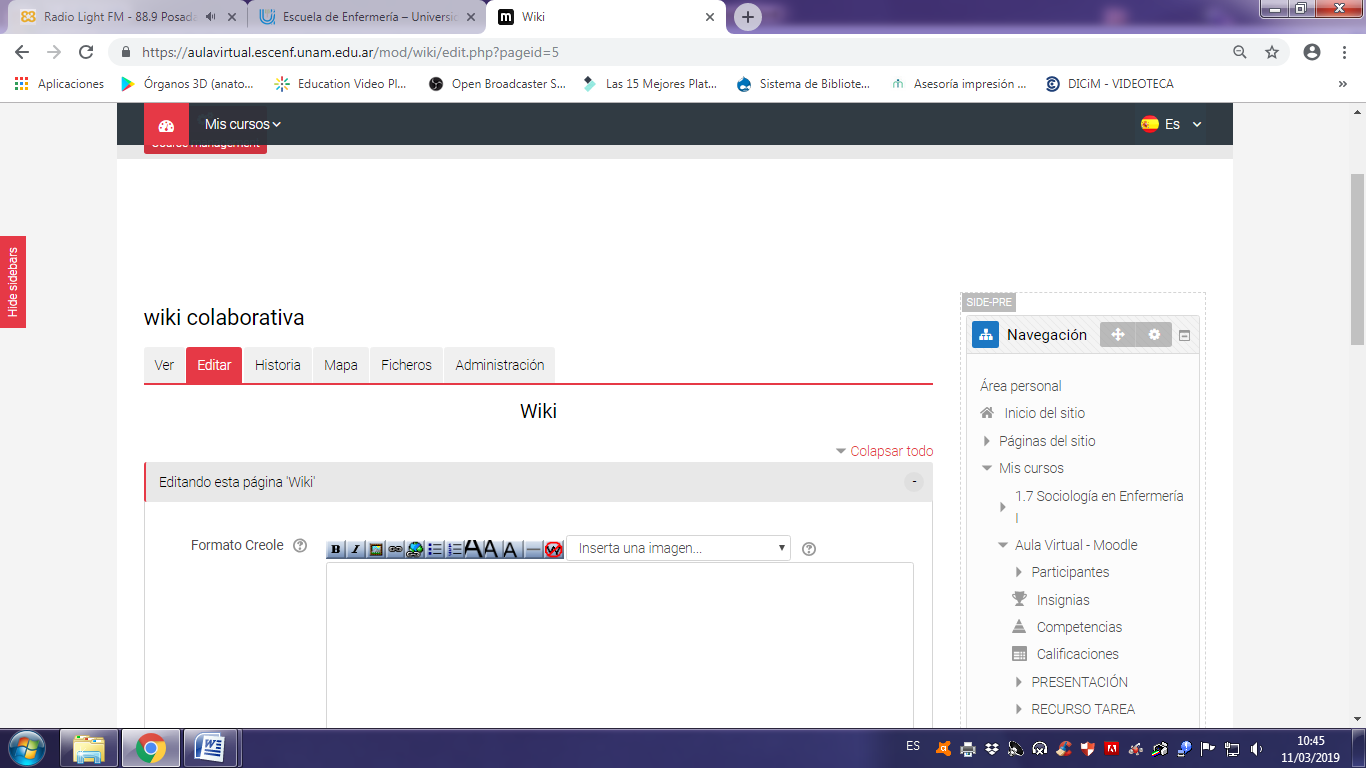 Radio Light FM - 88.9 Posada
Escuela de Enfermería – Universid
Wiki
https://aulavirtual.escenf.unam.edu.ar/mod/wiki/edit.php?pageid=5
Aplicaciones
Órganos 3D (anato...
Education Video Pl...
Open Broadcaster S...
Las 15 Mejores Plat...
Sistema de Bibliote...
Asesoría impresión ...
DICiM - VIDEOTECA
»
Mis cursos
Es
Course management
Hide sidebars
wiki colaborativa
Ver
Editar
Historia
Mapa
Ficheros
Administración
Wiki
Colapsar todo
Editando esta página 'Wiki'
-
Formato Creole
B I A A A W
Inserta una imagen...
SIDE-PRE
Navegación
Área personal
Inicio del sitio
Páginas del sitio
Mis cursos
1.7 Sociología en Enfermería
I
Aula Virtual - Moodle
Participantes
Insignias
Competencias
Calificaciones
PRESENTACIÓN
RECURSO TAREA
ES
10:45
11/03/2019